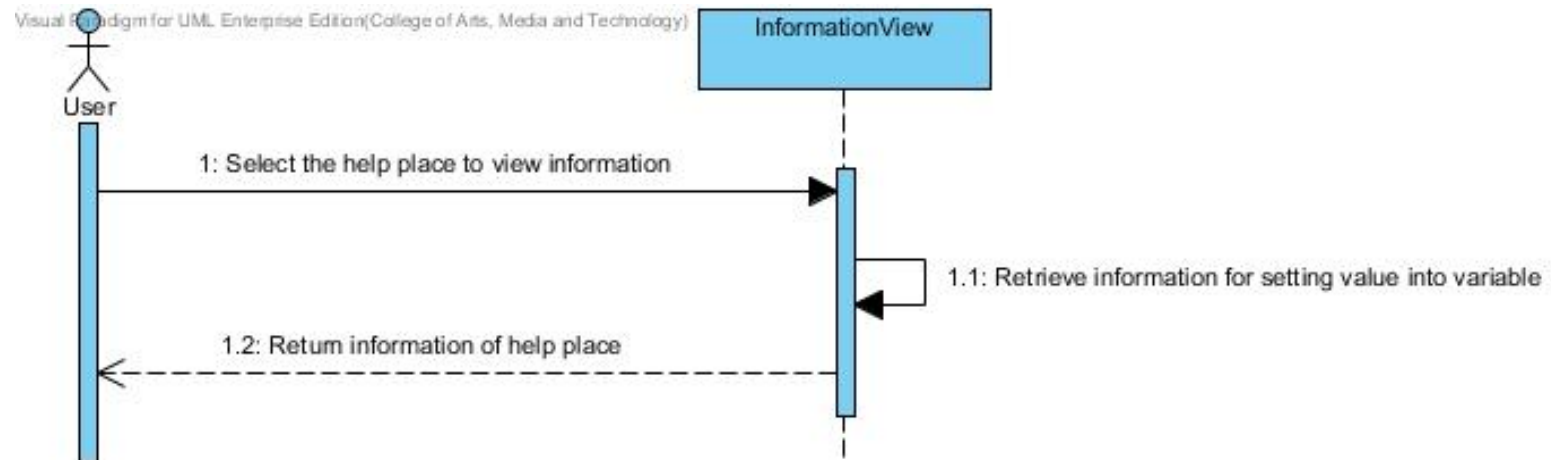 Visual Paradigm for UML Enterprise Edition(College of Arts, Media and Technology)
InformationView
User
1: Select the help place to view information
1.1: Retrieve information for setting value into variable
1.2: Return information of help place